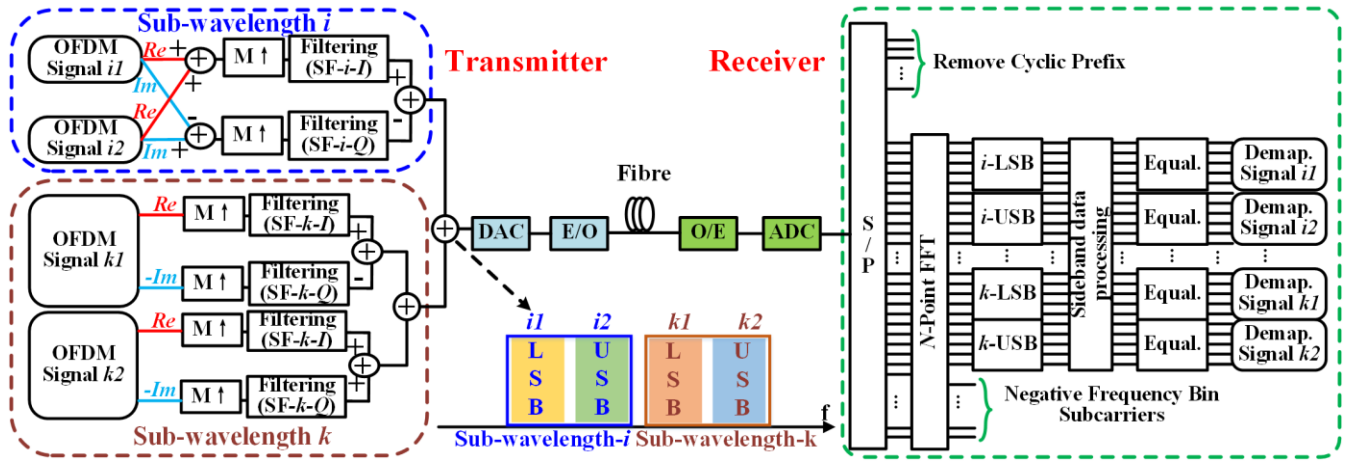 Sub-wavelength i
OFDM
Signal i1
Re
+
+
M ↑
Filtering
(SF-i-I)
+
Im
+
Re
+
OFDM
Signal i2
Im
-
+
+
M ↑
Filtering
(SF-i-Q)
-
OFDM
Signal k1
Re
M ↑
Filtering
(SF-k-I)
+
+
-Im
M ↑
Filtering
(SF-k-Q)
-
+
OFDM
Signal k2
Re
M ↑
Filtering
(SF-k-I)
+
+
-Im
M ↑
Filtering
(SF-k-Q)
+
Sub-wavelength k
Transmitter
Receiver
+
DAC
E/O
Fibre
O/E
ADC
i1
i2
k1
k2
L S B
U S B
L S B
U S B
f
Sub-wavelength-i
Sub-wavelength-k
S / P
...
Remove Cyclic Prefix
N-Point FFT
i-LSB
i-USB
k-LSB
k-USB
Sideband data
processing
Equal.
Equal.
Equal.
Equal.
Demap.
Signal i1
Demap.
Signal i2
Demap.
Signal k1
Demap.
Signal k2
Negative Frequency Bin
Subcarriers